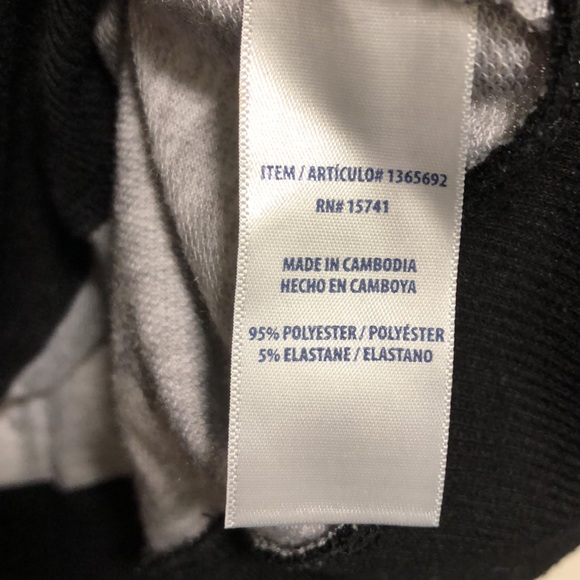 ITEM / ARTÍCULO# 1365692
RN# 15741
MADE IN CAMBODIA
HECHO EN CAMBOYA
95% POLYESTER / POLYÉSTER
5% ELASTANE / ELASTANO